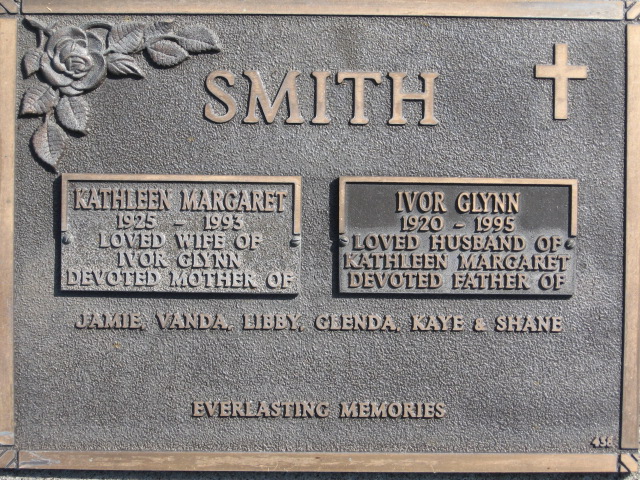 SMITH
KATHLEEN MARGARET
1925 - 1993
LOVED WIFE OF
IVOR GLYNN
DEVOTED MOTHER OF
IVOR GLYNN
1920 - 1995
LOVED HUSBAND OF
KATHLEEN MARGARET
DEVOTED FATHER OF
JAMIE, VANDA, LIBBY, GLENDA, KAYE & SHANE
EVERLASTING MEMORIES